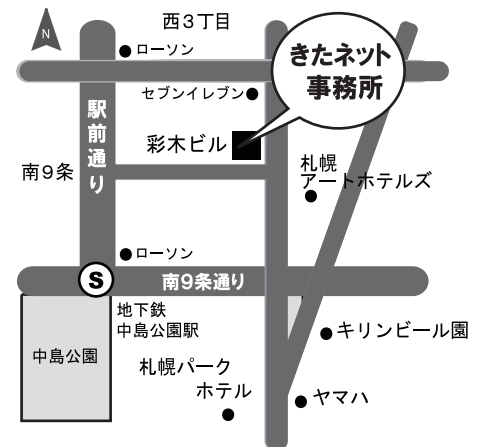 西3丁目
N
ローソン
きたネット
事務所
セブンイレブン
駅前通り
彩木ビル
南9条
札幌
アートホテルズ
ローソン
S
南9条通り
地下鉄
中島公園駅
キリンビール園
中島公園
札幌パーク
ホテル
ヤマハ